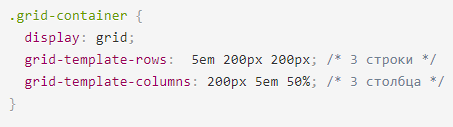 .grid-container {
display: grid;
grid-template-rows:  5em 200px 200px; /* 3 строки */
grid-template-columns: 200px 5em 50%; /* 3 столбца */
}